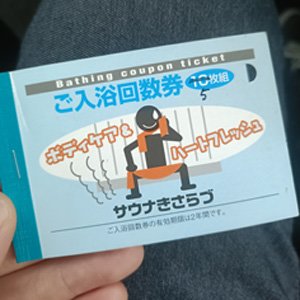 Bathing coupon ticket
ご入浴回数券 10枚組
5
ボディケア&
ハートフレッシュ
サウナきさらづ
ご入浴回数券の有効期間は2年間です。